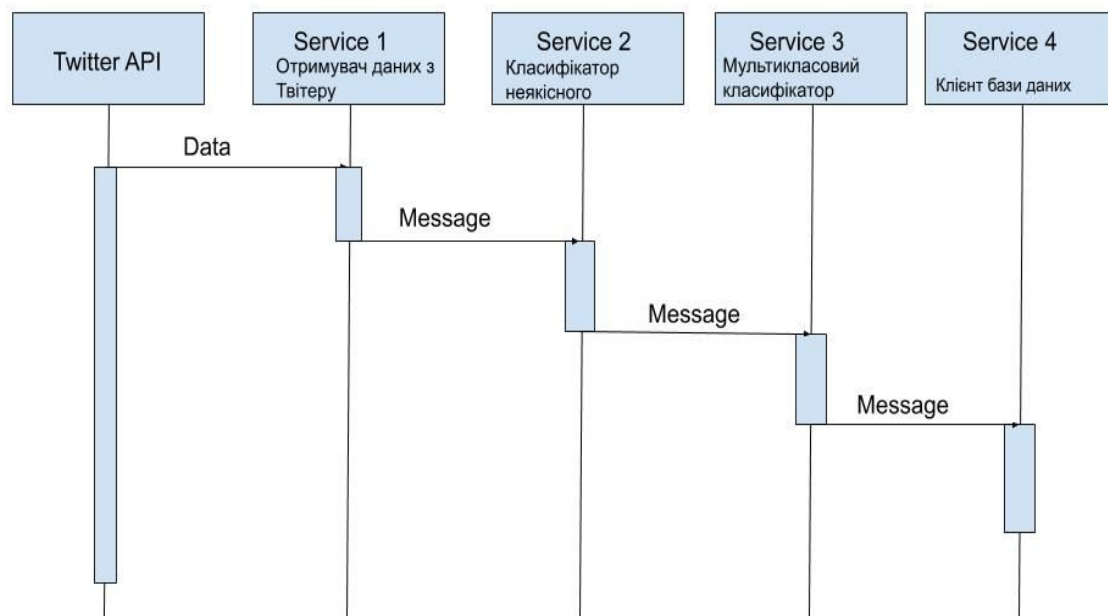 Twitter API
Service 1
Отримувач даних з
Твітеру
Service 2
Класифікатор
неякісного
Service 3
Мультикласовий
класифікатор
Service 4
Клієнт бази даних
Data
Message
Message
Message